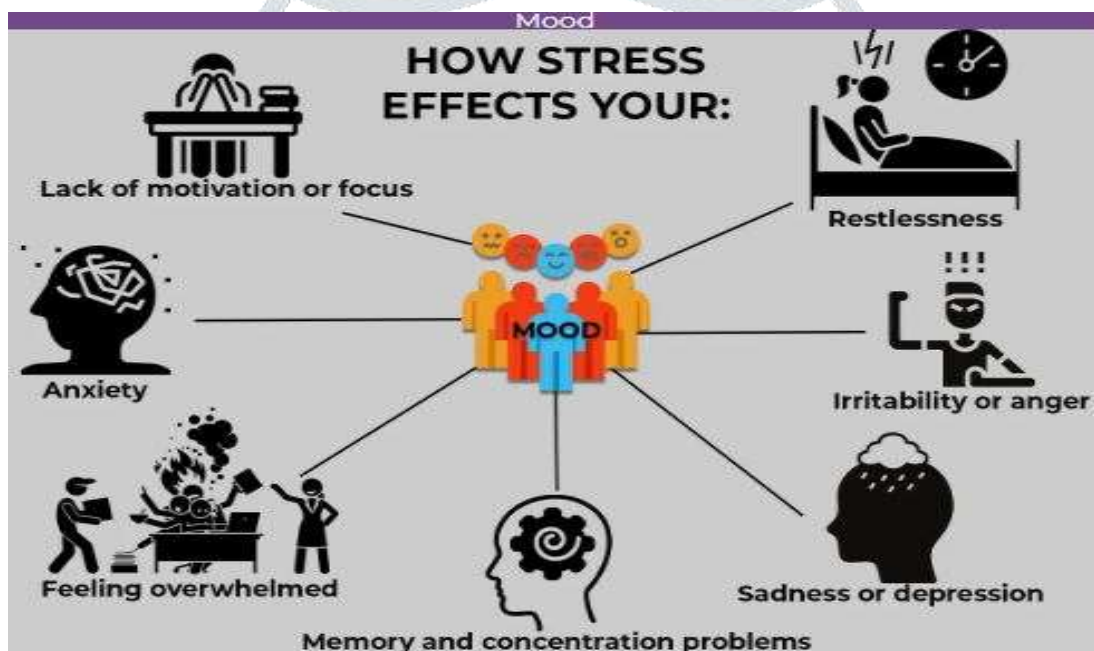 Mood
HOW STRESS
EFFECTS YOUR:
Lack of motivation or focus
Restlessness
MOOD
Anxiety
!!!
Irritability or anger
Feeling overwhelmed
Sadness or depression
Memory and concentration problems